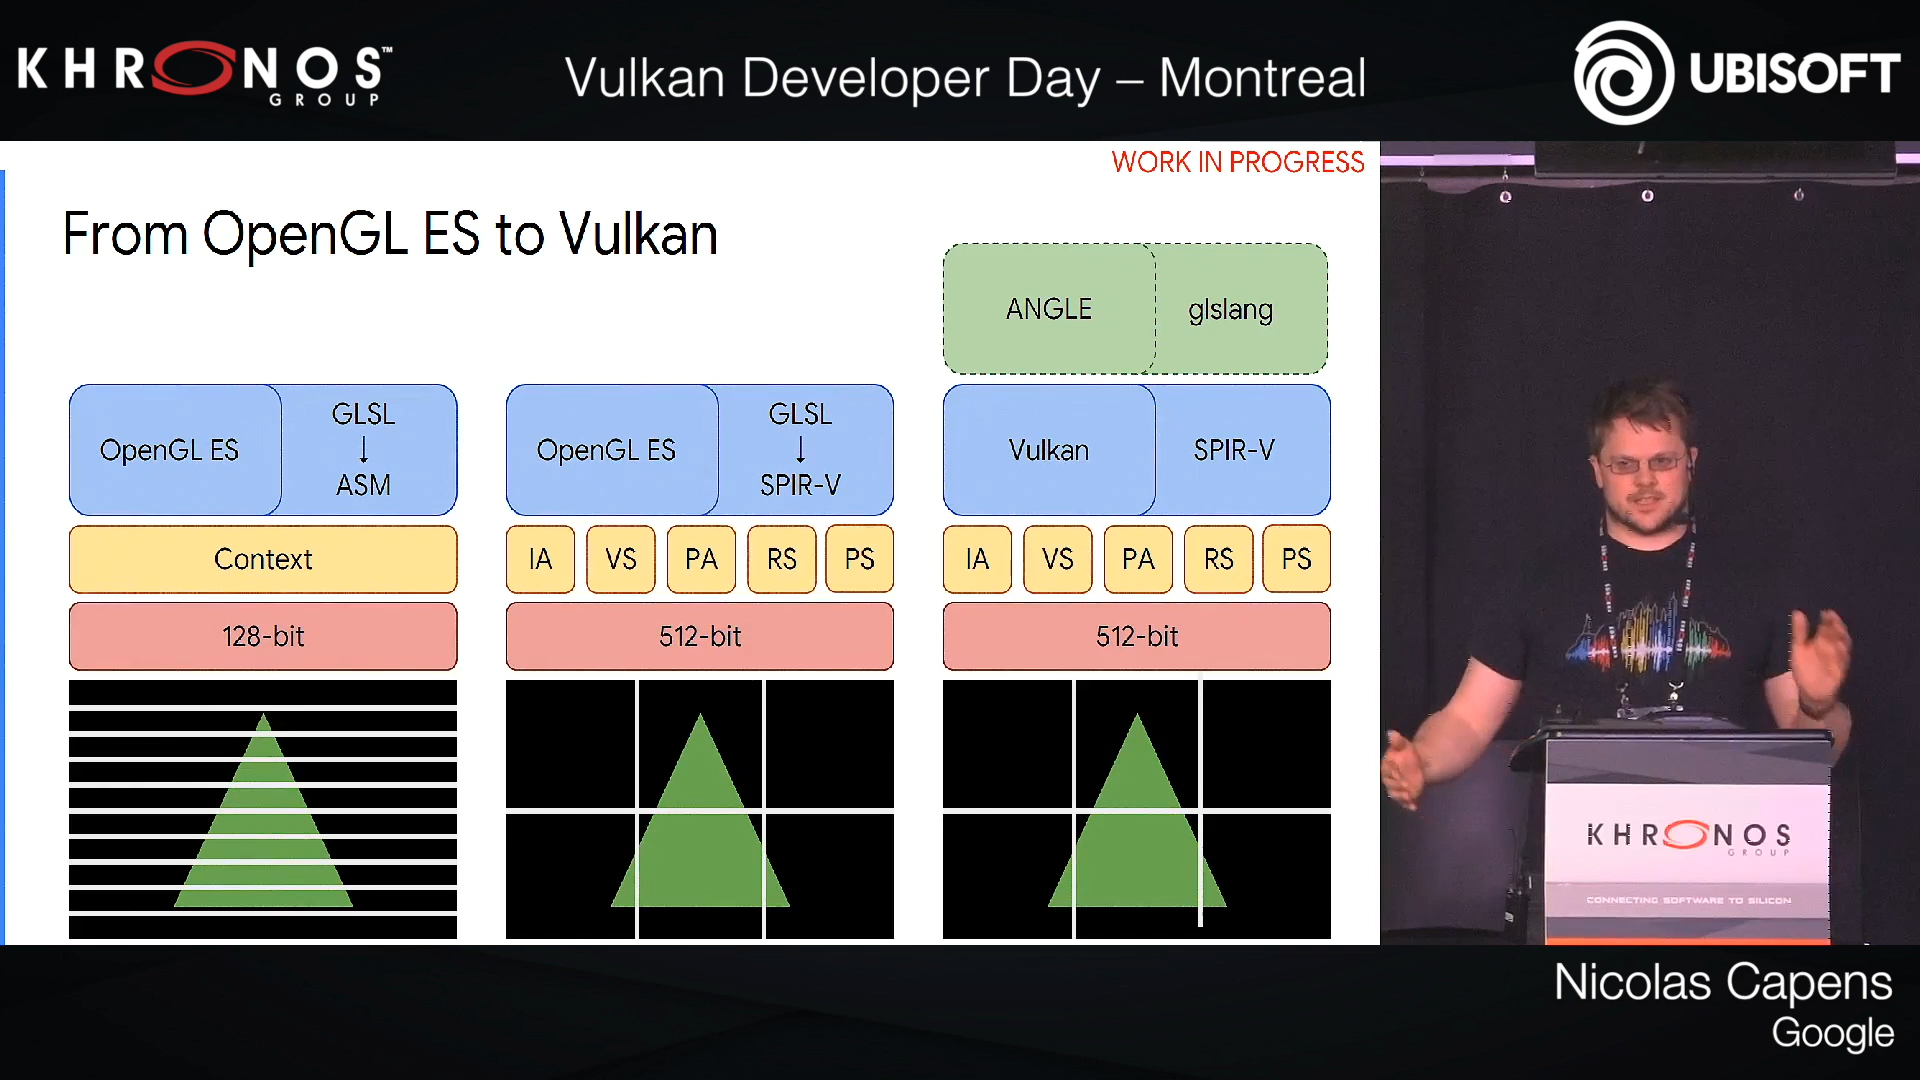 KHRONOS™
GROUP
Vulkan Developer Day – Montreal
UBISOFT
WORK IN PROGRESS
From OpenGL ES to Vulkan
ANGLE
glslang
OpenGL ES
GLSL
↓
ASM
OpenGL ES
GLSL
↓
SPIR-V
Vulkan
SPIR-V
Context
IA
VS
PA
RS
PS
IA
VS
PA
RS
PS
128-bit
512-bit
512-bit
KHRONOS
GROUP
CONNECTING SOFTWARE TO SILICON
Nicolas Capens
Google